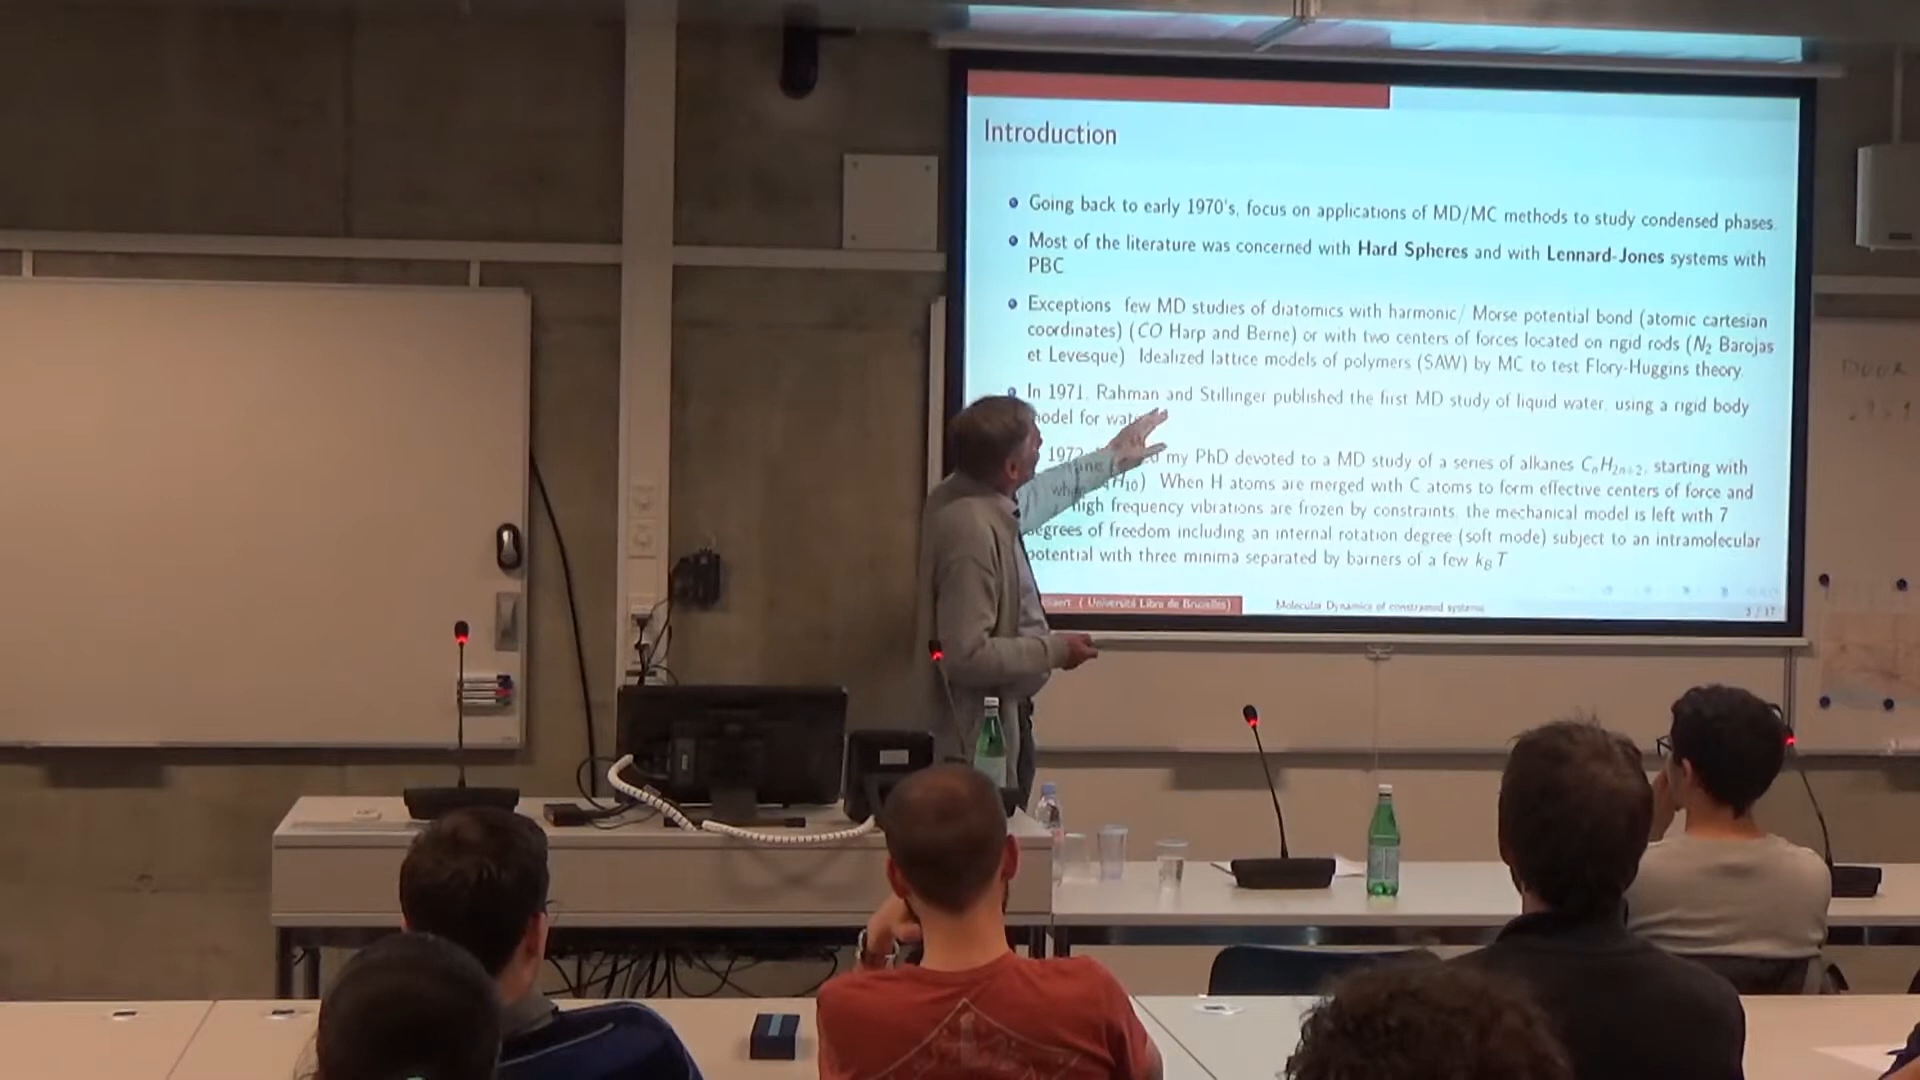 Introduction
Going back to early 1970's, focus on applications of MD/MC methods to study condensed phases.
Most of the literature was concerned with Hard Spheres and with Lennard-Jones systems with
PBC
Exceptions few MD studies of diatomics with harmonic/ Morse potential bond (atomic cartesian
coordinates) (CO Harp and Berne) or with two centers of forces located on rigid rods (N2 Barojas
et Levesque) Idealized lattice models of polymers (SAW) by MC to test Flory-Huggins theory.
In 1971, Rahman and Stillinger published the first MD study of liquid water, using a rigid body
model for
1972 my PhD devoted to a MD study of a series of alkanes CnH2n+2, starting with
H10) When H atoms are merged with C atoms to form effective centers of force and
high frequency vibrations are frozen by constraints, the mechanical model is left with 7
degrees of freedom including an internal rotation degree (soft mode) subject to an intramolecular
potential with three minima separated by barriers of a few kBT
( Université Libre de Bruxelles) Molecular Dynamics of constrained systems 3 / 17